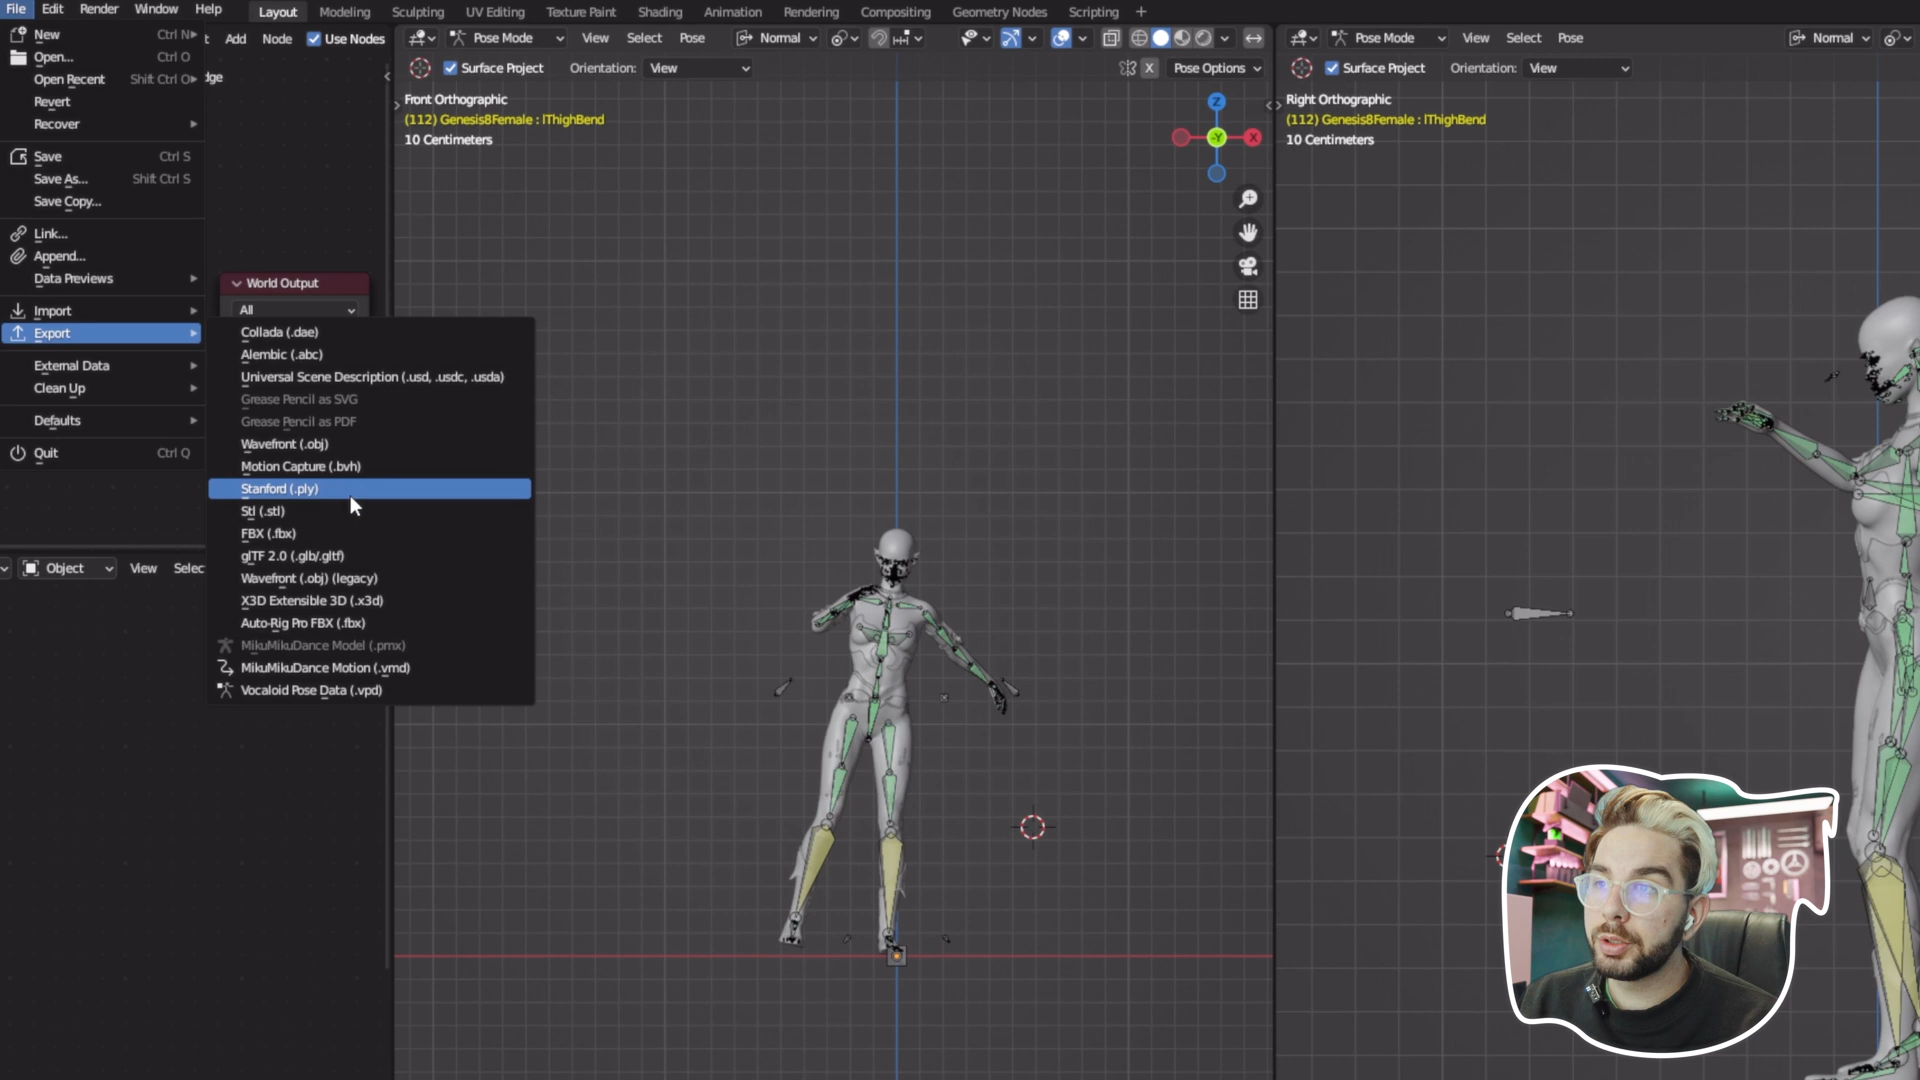 File Edit Render Window Help Layout Modeling Sculpting UV Editing Texture Paint Shading Animation Rendering Compositing Geometry Nodes Scripting +
New Ctrl N
Open... Ctrl O
Open Recent Shift Ctrl O
Revert
Recover
Save Ctrl S
Save As... Shift Ctrl S
Save Copy...
Link...
Append...
Data Previews
Import
Export
External Data
Clean Up
Defaults
Quit Ctrl Q
Add Node Use Nodes
World Output
All
Collada (.dae)
Alembic (.abc)
Universal Scene Description (.usd, .usdc, .usda)
Grease Pencil as SVG
Grease Pencil as PDF
Wavefront (.obj)
Motion Capture (.bvh)
Stanford (.ply)
Stl (.stl)
FBX (.fbx)
glTF 2.0 (.glb/.gltf)
Wavefront (.obj) (legacy)
X3D Extensible 3D (.x3d)
Auto-Rig Pro FBX (.fbx)
MikuMikuDance Model (.pmx)
MikuMikuDance Motion (.vmd)
Vocaloid Pose Data (.vpd)
Object View Selec
Pose Mode View Select Pose Normal
Surface Project Orientation: View X Pose Options
Front Orthographic
(112) Genesis8Female : lThighBend
10 Centimeters
Z
-Y X
Pose Mode View Select Pose Normal
Surface Project Orientation: View
Right Orthographic
(112) Genesis8Female : lThighBend
10 Centimeters